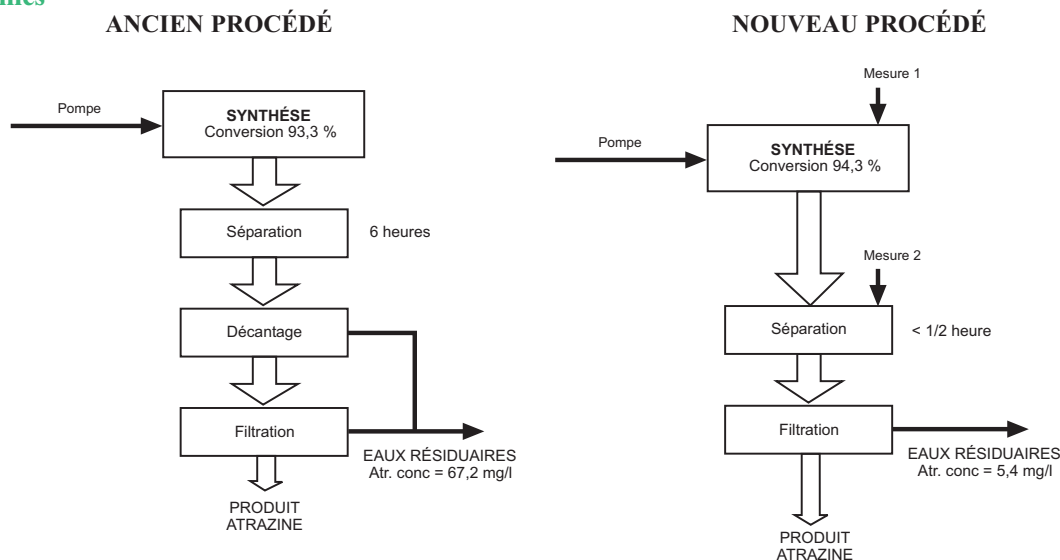 ANCIEN PROCÉDÉ
Pompe
SYNTHÉSE
Conversion 93,3 %
Séparation
6 heures
Décantage
Filtration
EAUX RÉSIDUAIRES
Atr. conc = 67,2 mg/l
PRODUIT
ATRAZINE
NOUVEAU PROCÉDÉ
Mesure 1
Pompe
SYNTHÉSE
Conversion 94,3 %
Mesure 2
Séparation
< 1/2 heure
Filtration
EAUX RÉSIDUAIRES
Atr. conc = 5,4 mg/l
PRODUIT
ATRAZINE